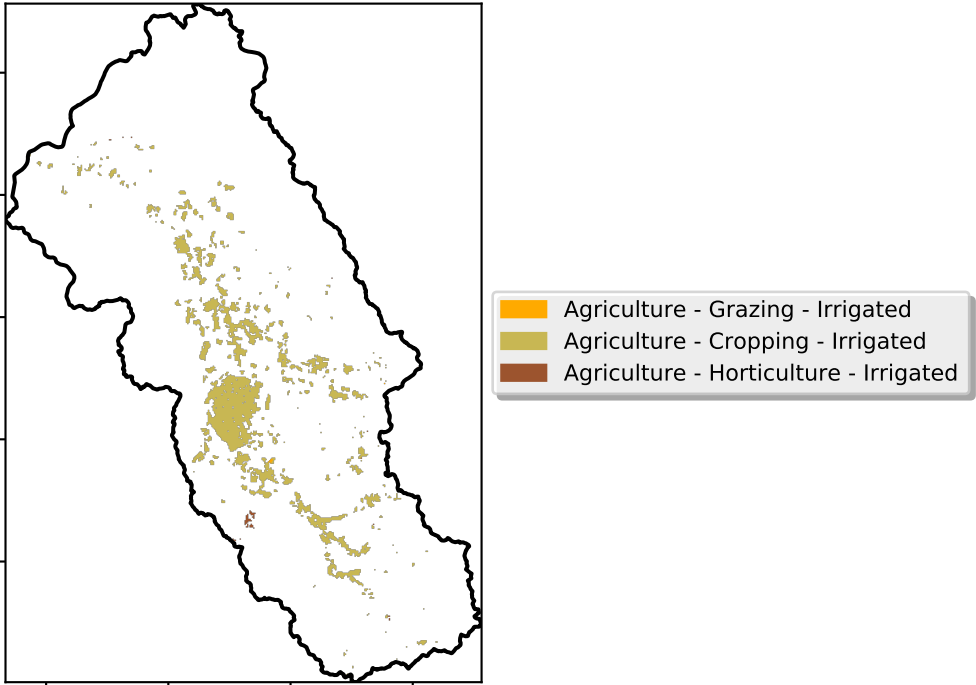 Agriculture - Grazing - Irrigated
Agriculture - Cropping - Irrigated
Agriculture - Horticulture - Irrigated